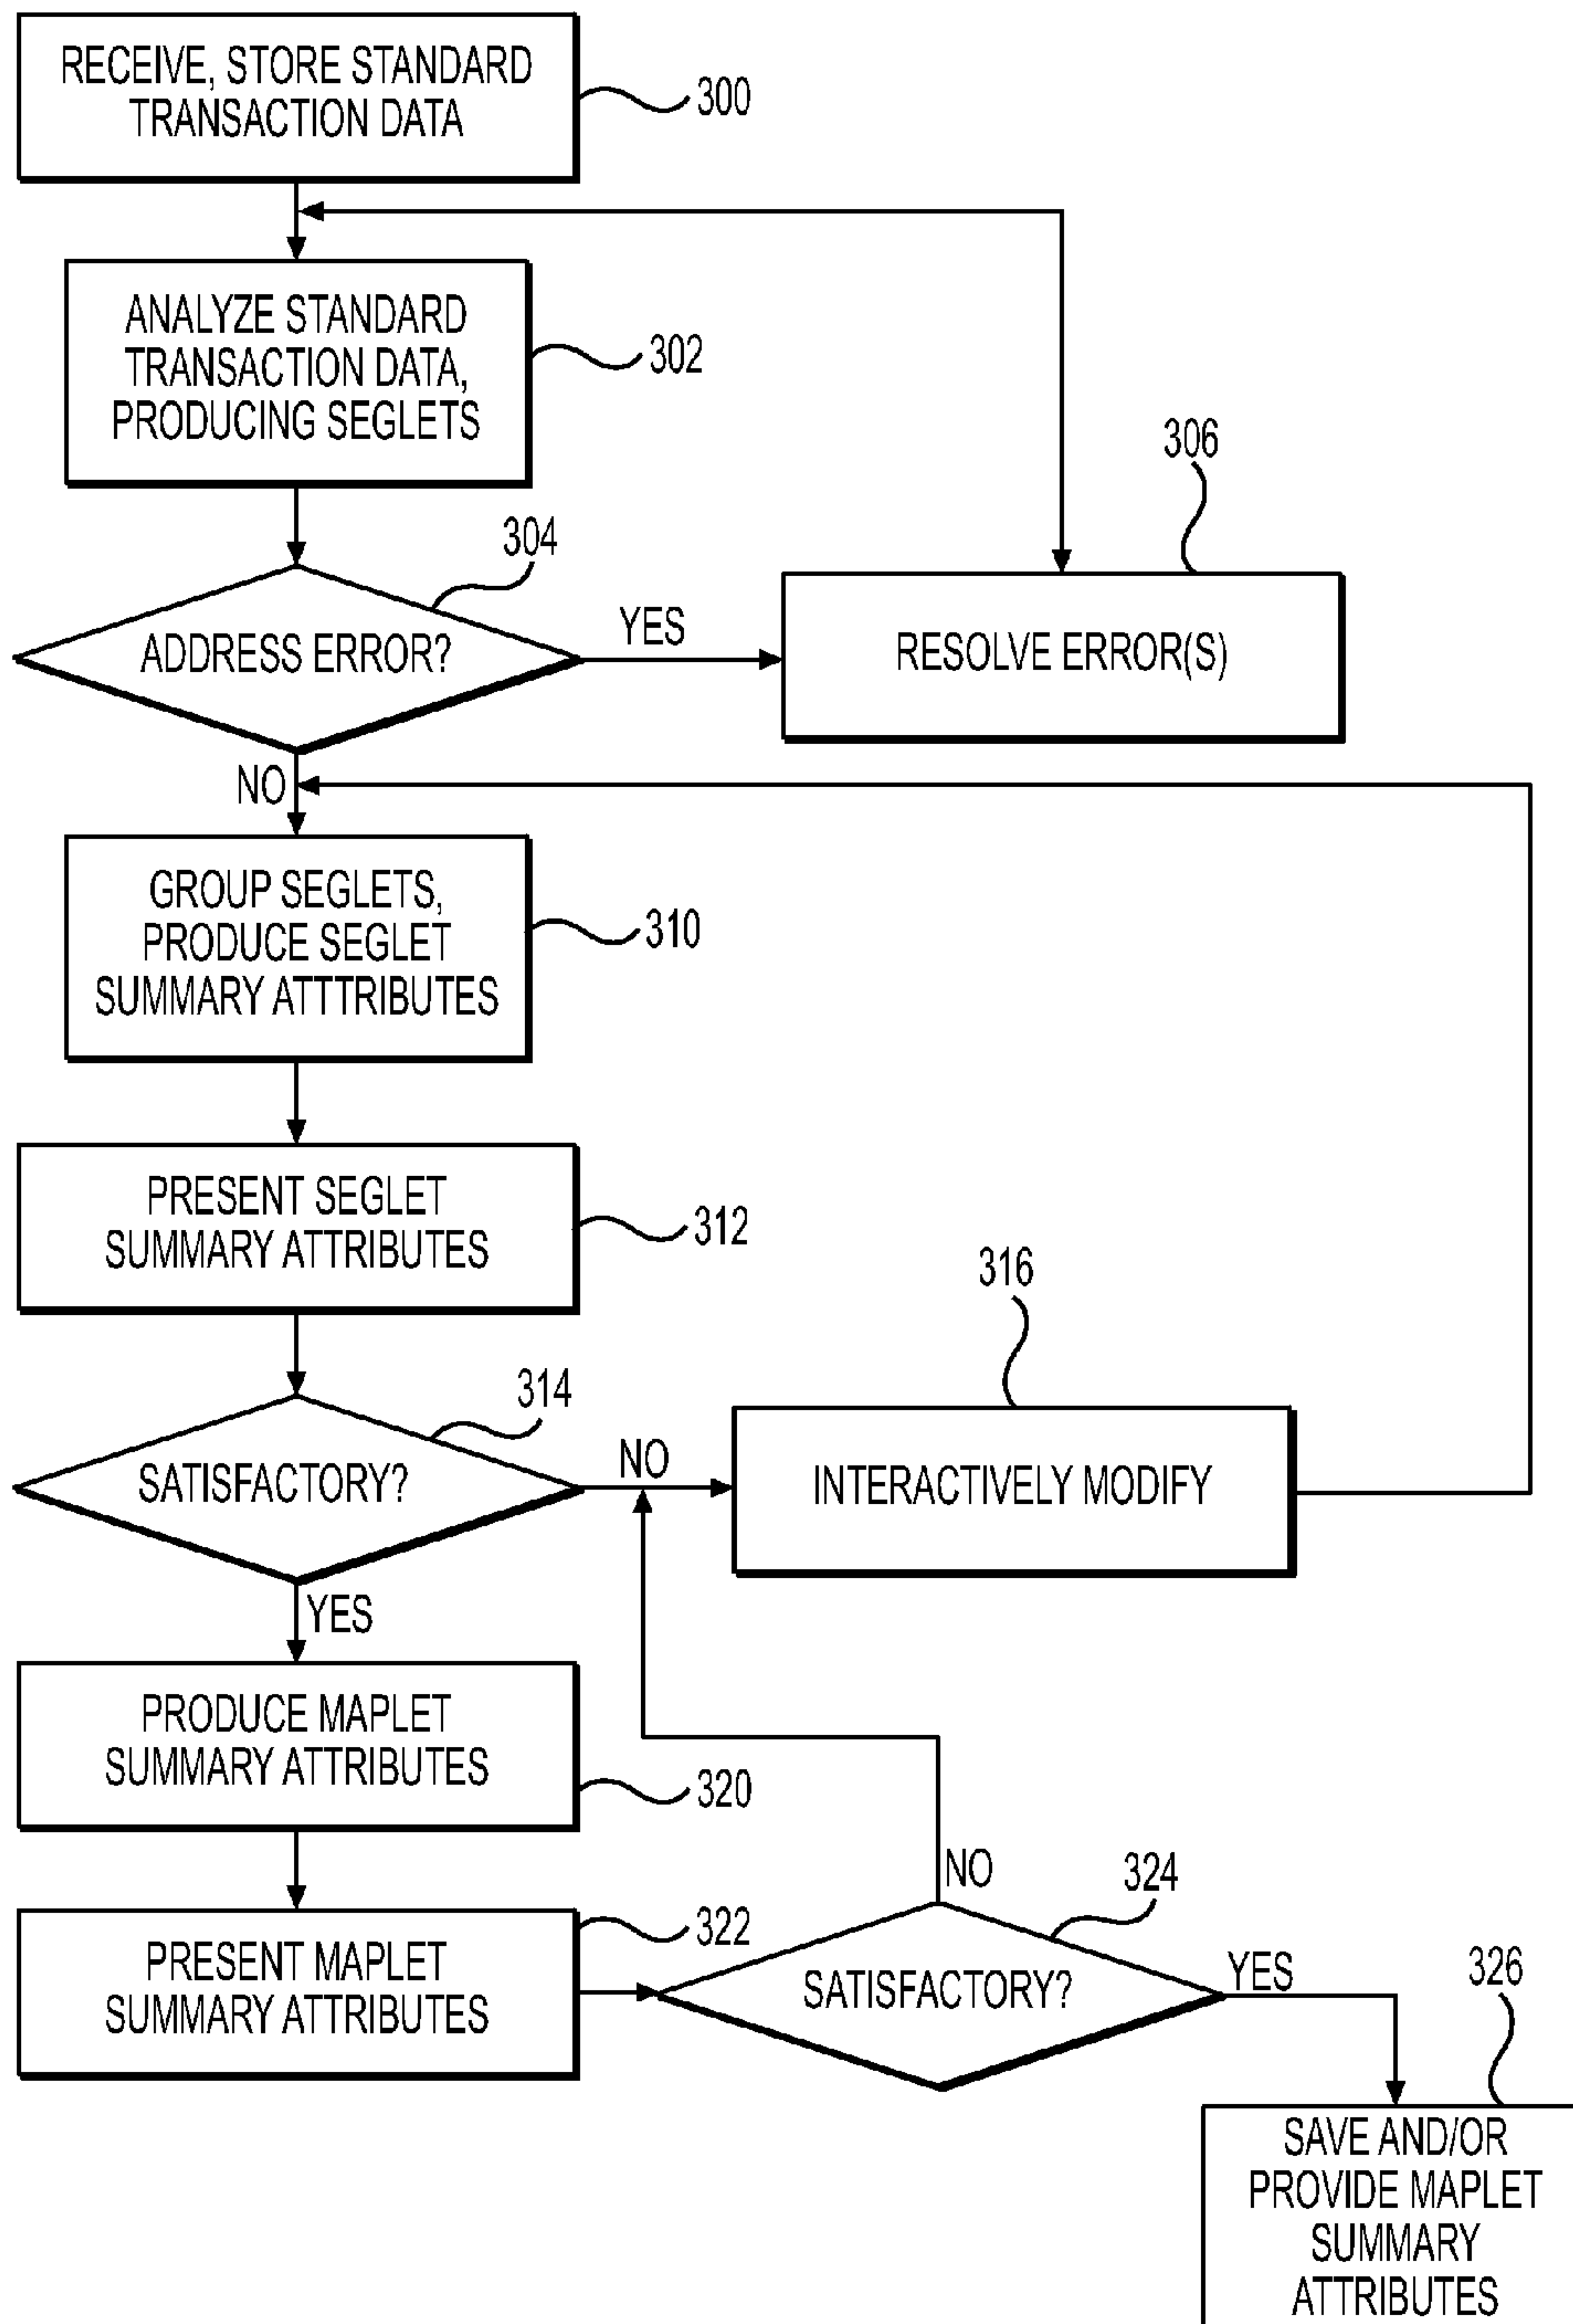 RECEIVE, STORE STANDARD
TRANSACTION DATA
300
ANALYZE STANDARD
TRANSACTION DATA,
PRODUCING SEGLETS
302
304
ADDRESS ERROR?
YES
306
RESOLVE ERROR(S)
NO
GROUP SEGLETS,
PRODUCE SEGLET
SUMMARY ATTTRIBUTES
310
PRESENT SEGLET
SUMMARY ATTRIBUTES
312
314
SATISFACTORY?
NO
316
INTERACTIVELY MODIFY
YES
PRODUCE MAPLET
SUMMARY ATTRIBUTES
320
PRESENT MAPLET
SUMMARY ATTRIBUTES
322
NO
324
SATISFACTORY?
YES
326
SAVE AND/OR
PROVIDE MAPLET
SUMMARY
ATTRIBUTES